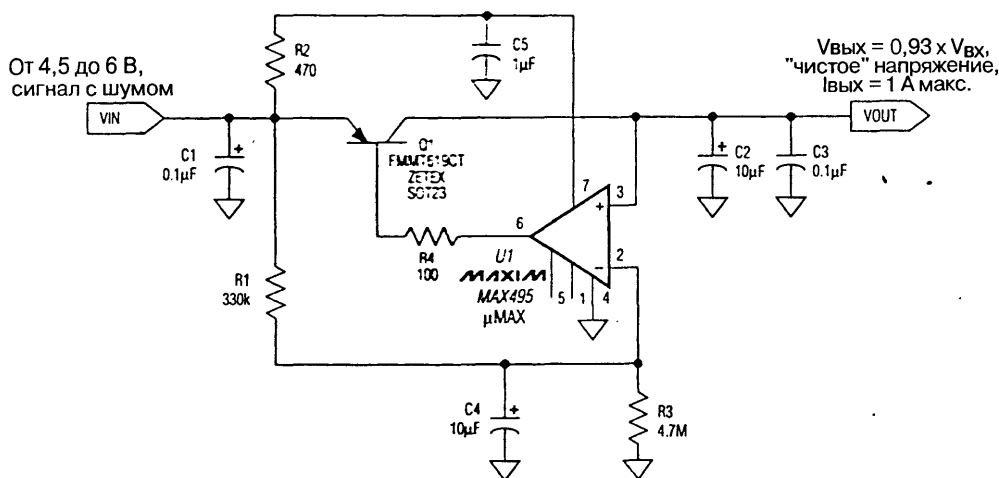 От 4,5 до 6 В,
сигнал с шумом
VIN
C1
0.1µF
+
R2
470
C5
1µF
Vвых = 0,93 x Vвх,
"чистое" напряжение,
Iвых = 1 А макс.
VOUT
Q1
ZETEX
SOT23
C2
10µF
+
C3
0.1µF
7
3
+
6
2
−
R4
100
U1
MAXIM
MAX495
µMAX
5
1
4
R1
330k
C4
10µF
+
R3
4.7M